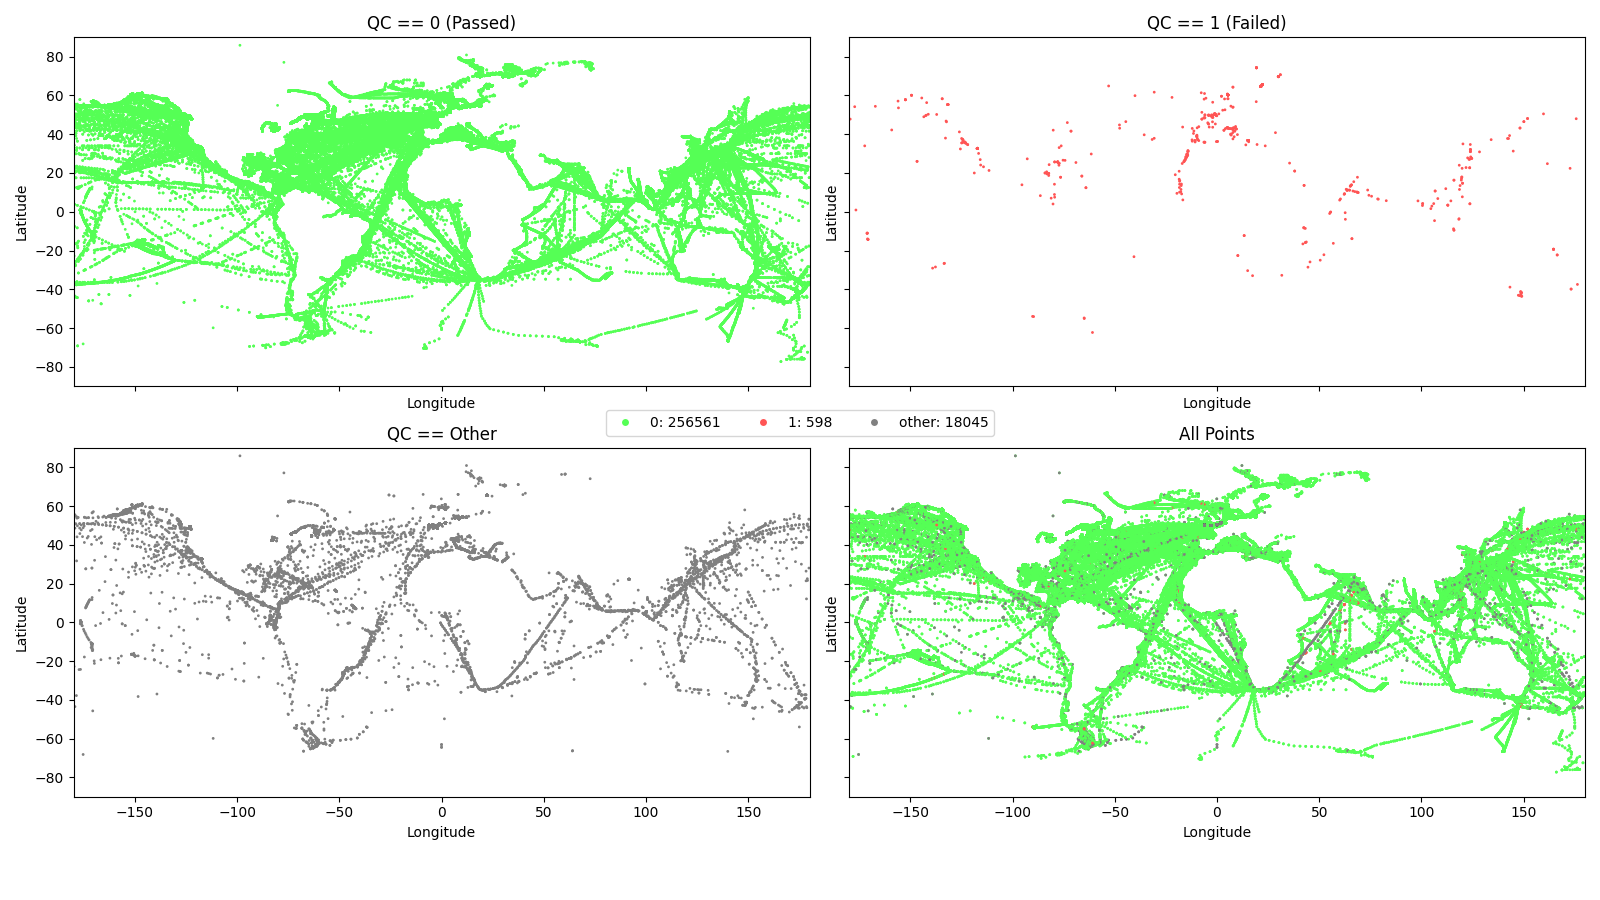 QC == 0 (Passed)
QC == 1 (Failed)
80
60
40
20
0
−20
−40
−60
−80
Latitude
Latitude
Longitude
Longitude
0: 256561 1: 598 other: 18045
QC == Other
All Points
80
60
40
20
0
−20
−40
−60
−80
Latitude
Latitude
−150 −100 −50 0 50 100 150
−150 −100 −50 0 50 100 150
Longitude
Longitude